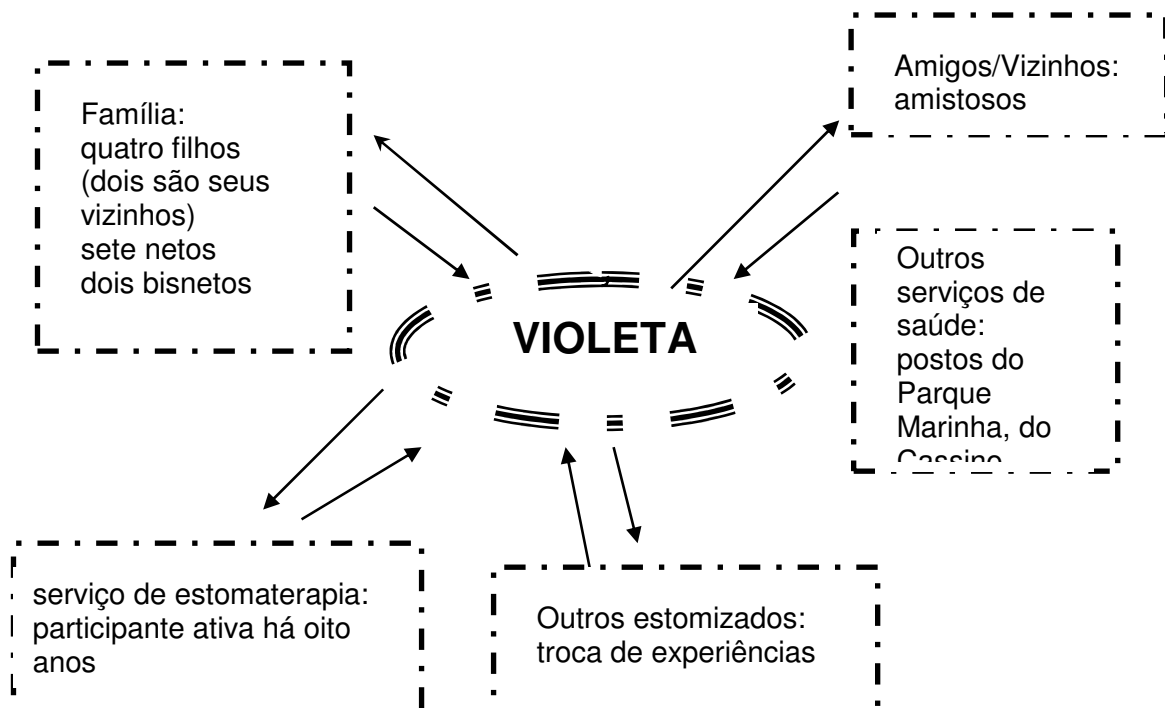 Família:
quatro filhos
(dois são seus
vizinhos)
sete netos
dois bisnetos
Amigos/Vizinhos:
amistosos
VIOLETA
Outros
serviços de
saúde:
postos do
Parque
Marinha, do
Cassino
serviço de estomaterapia:
participante ativa há oito
anos
Outros estomizados:
troca de experiências